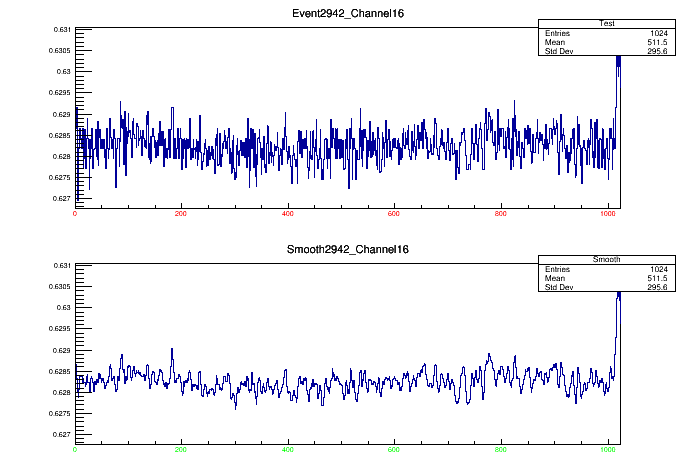 Event2942_Channel16
Test
Entries 1024
Mean 511.5
Std Dev 295.6
0.631
0.6305
0.63
0.6295
0.629
0.6285
0.628
0.6275
0.627
0 200 400 600 800 1000
Smooth2942_Channel16
Smooth
Entries 1024
Mean 511.5
Std Dev 295.6
0.631
0.6305
0.63
0.6295
0.629
0.6285
0.628
0.6275
0.627
0 200 400 600 800 1000